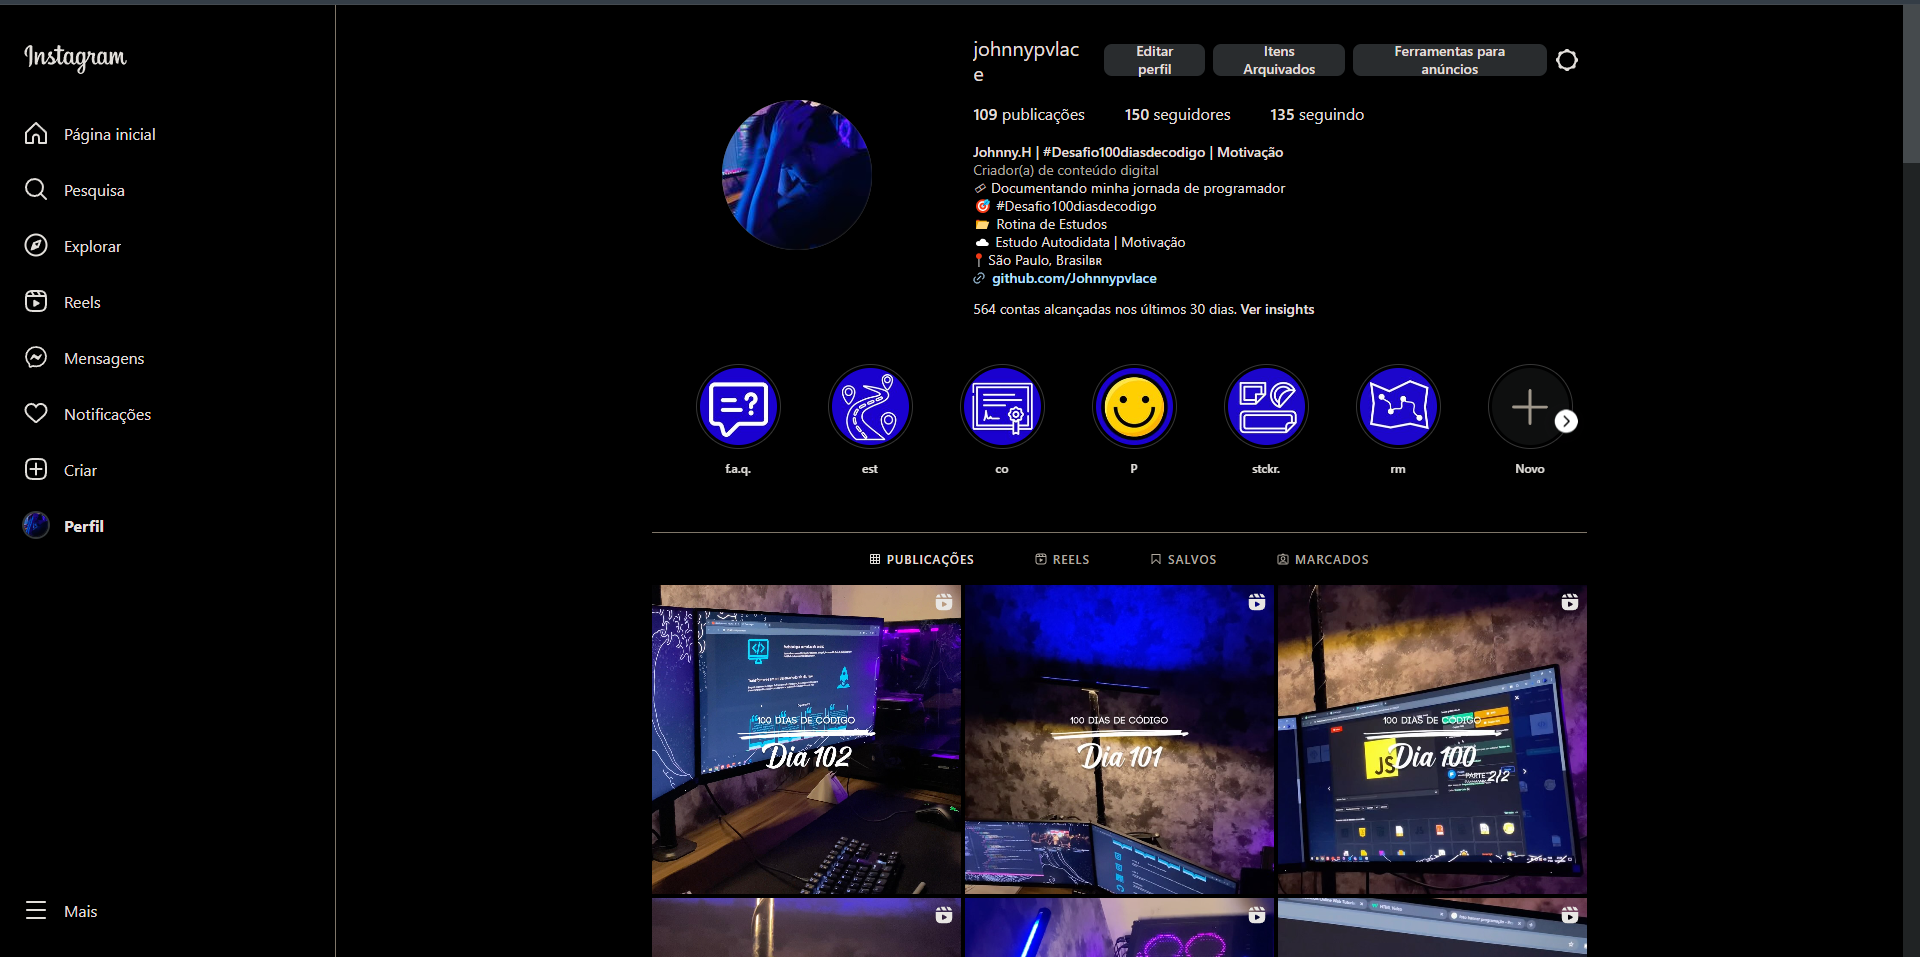 Instagram
Página inicial
Pesquisa
Explorar
Reels
Mensagens
Notificações
Criar
Perfil
Mais
johnnypvlac
e
Editar
perfil
Itens
Arquivados
Ferramentas para
anúncios
109 publicações 150 seguidores 135 seguindo
Johnny.H | #Desafio100diasdecodigo | Motivação
Criador(a) de conteúdo digital
Documentando minha jornada de programador
🎯 #Desafio100diasdecodigo
📂 Rotina de Estudos
☁ Estudo Autodidata | Motivação
📍São Paulo, BrasilBR
github.com/Johnnypvlace
564 contas alcançadas nos últimos 30 dias. Ver insights
=?
f.a.q.
est
co
P
stckr.
rm
Novo
PUBLICAÇÕES
REELS
SALVOS
MARCADOS
100 DIAS DE CÓDIGO
Dia 102
100 DIAS DE CÓDIGO
Dia 101
100 DIAS DE CÓDIGO
JS
Dia 100
PARTE 2/2